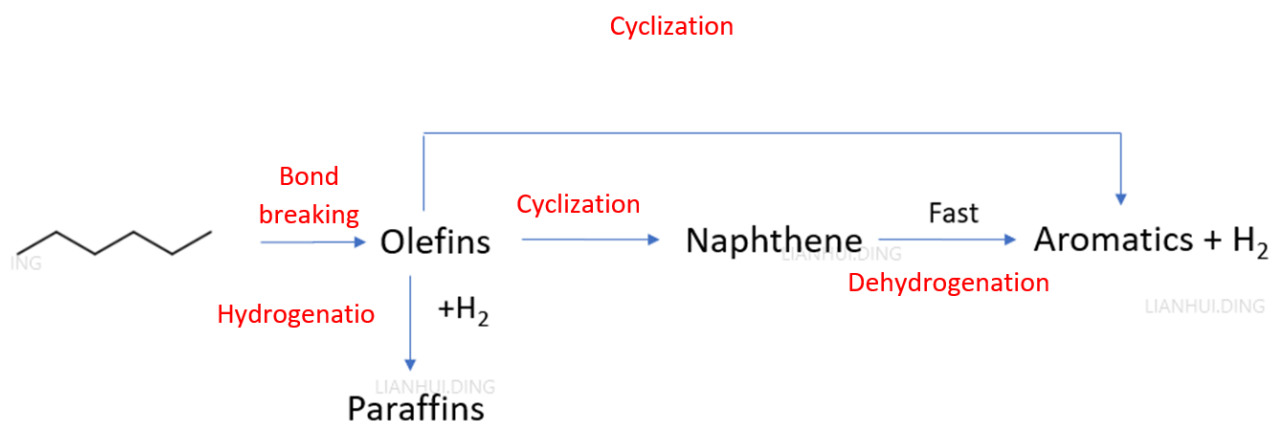 Cyclization
Bond
breaking
Cyclization
Fast
Olefins
Naphthene
Aromatics + H₂
ING
LIANHUI.DING
Dehydrogenation
Hydrogenatio
+H₂
LIANHUI.DING
LIANHUI.DING
Paraffins